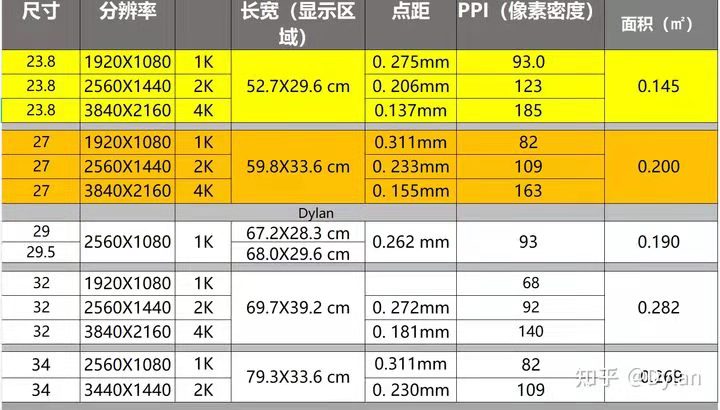 尺寸 分辨率 长宽（显示区域） 点距 PPI（像素密度） 面积（㎡）
23.8 1920X1080 1K 52.7X29.6 cm 0. 275mm 93.0 0.145
23.8 2560X1440 2K 0. 206mm 123
23.8 3840X2160 4K 0.137mm 185
27 1920X1080 1K 59.8X33.6 cm 0.311mm 82 0.200
27 2560X1440 2K 0. 233mm 109
27 3840X2160 4K 0. 155mm 163
Dylan
29 2560X1080 1K 67.2X28.3 cm 0.262 mm 93 0.190
29.5 68.0X29.6 cm
32 1920X1080 1K 69.7X39.2 cm 68 0.282
32 2560X1440 2K 0. 272mm 92
32 3840X2160 4K 0. 181mm 140
34 2560X1080 1K 79.3X33.6 cm 0.311mm 82 0.269
34 3440X1440 2K 0. 230mm 109
知乎 @Dylan